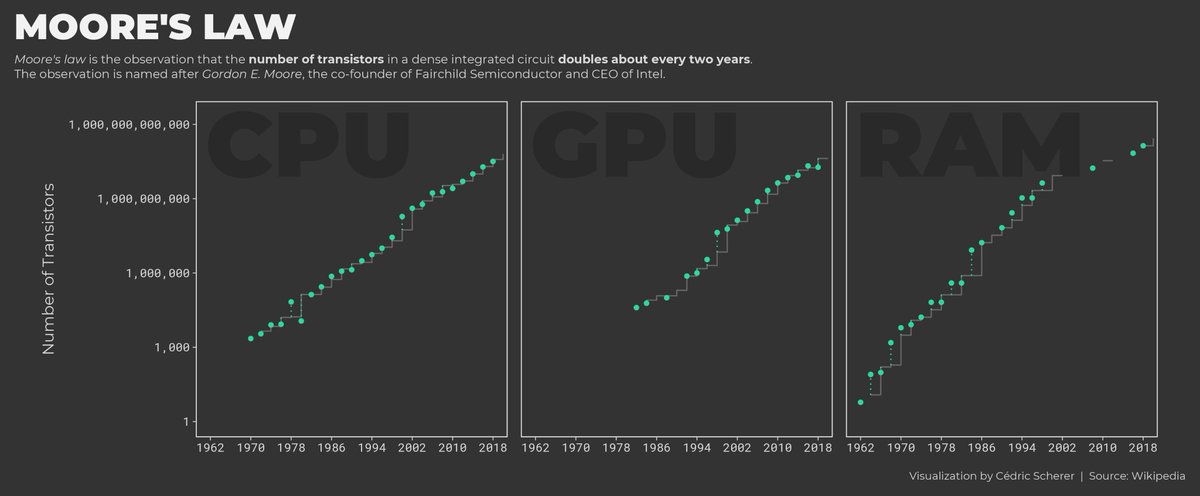 MOORE'S LAW
Moore's law is the observation that the number of transistors in a dense integrated circuit doubles about every two years.
The observation is named after Gordon E. Moore, the co-founder of Fairchild Semiconductor and CEO of Intel.
CPU
GPU
RAM
Number of Transistors
1,000,000,000,000
1,000,000,000
1,000,000
1,000
1
1962 1970 1978 1986 1994 2002 2010 2018
1962 1970 1978 1986 1994 2002 2010 2018
1962 1970 1978 1986 1994 2002 2010 2018
Visualization by Cédric Scherer | Source: Wikipedia